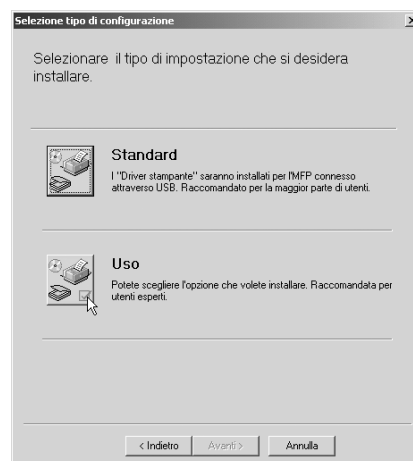 Selezione tipo di configurazione
Selezionare il tipo di impostazione che si desidera
installare.
Standard
I "Driver stampante" saranno installati per l'MFP connesso
attraverso USB. Raccomandato per la maggior parte di utenti.
Uso
Potete scegliere l'opzione che volete installare. Raccomandata per
utenti esperti.
< Indietro Avanti > Annulla